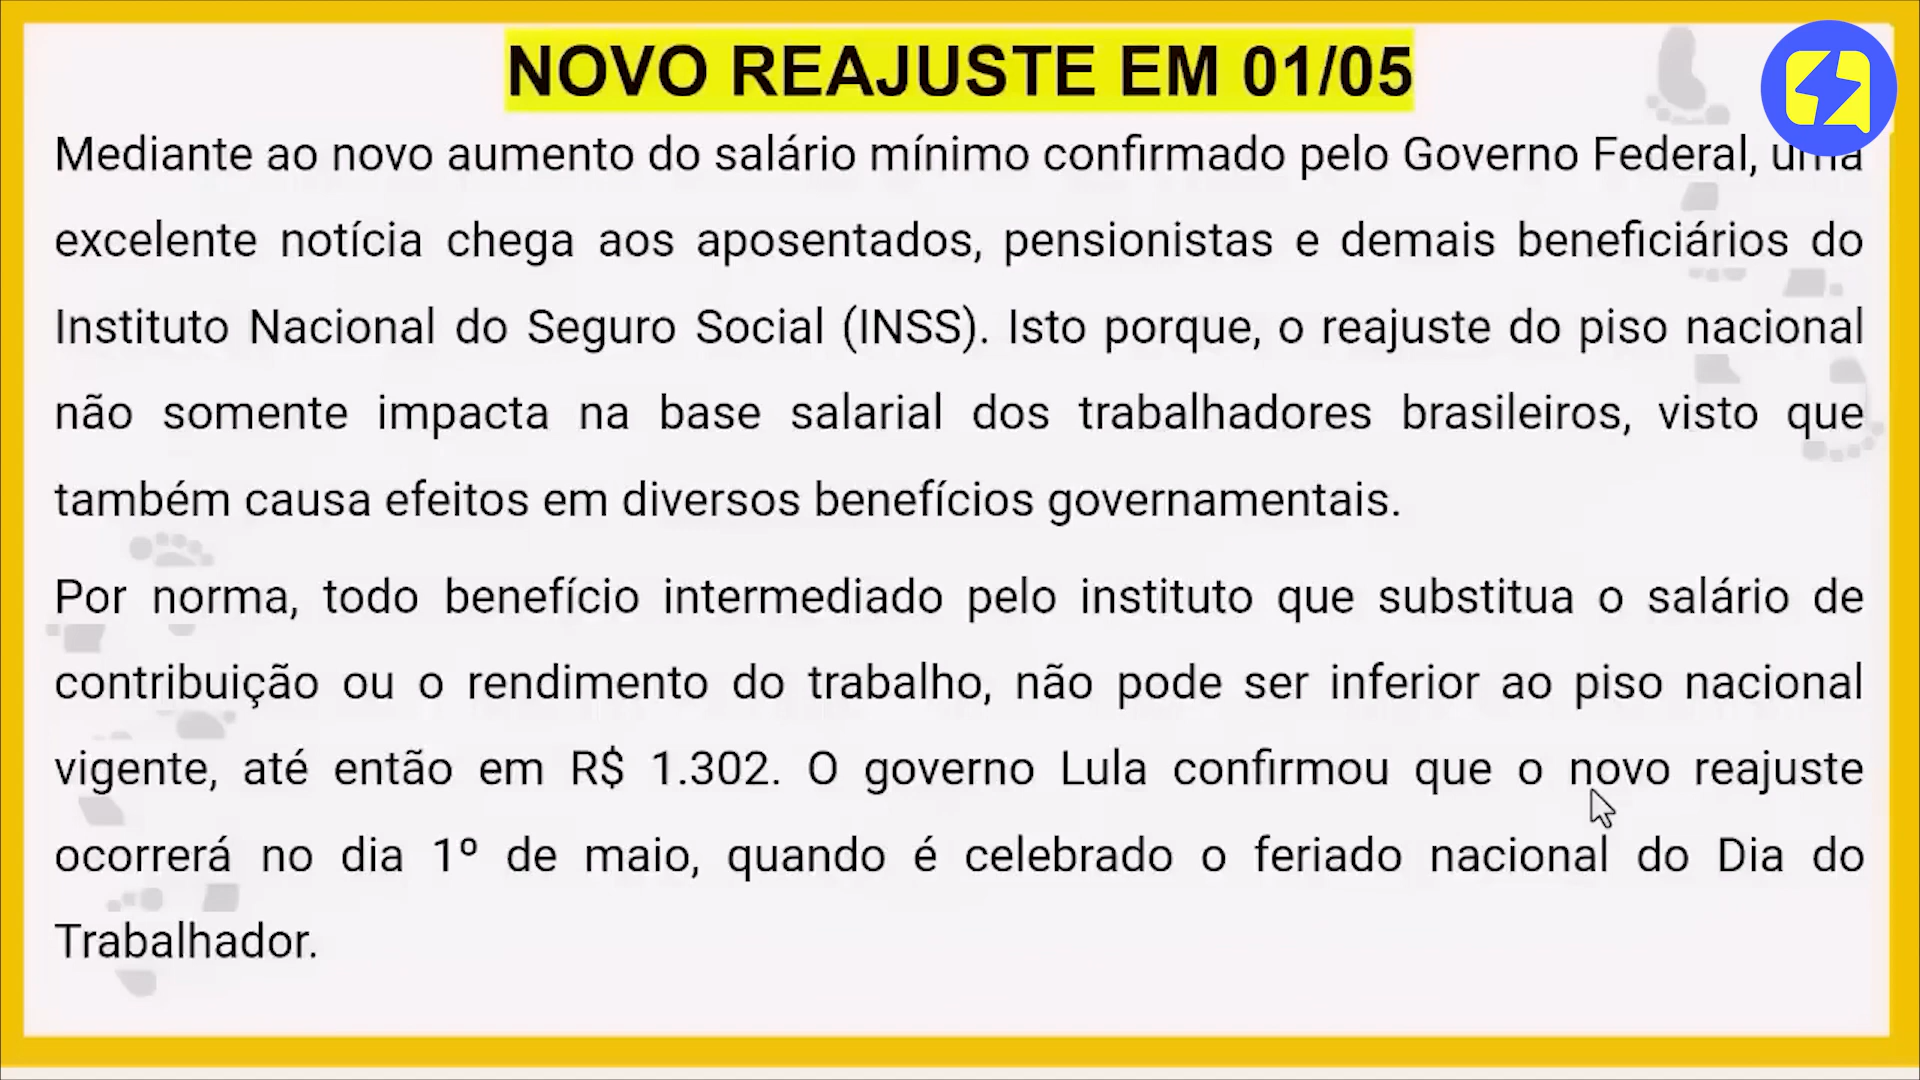 NOVO REAJUSTE EM 01/05
Mediante ao novo aumento do salário mínimo confirmado pelo Governo Federal, uma
excelente notícia chega aos aposentados, pensionistas e demais beneficiários do
Instituto Nacional do Seguro Social (INSS). Isto porque, o reajuste do piso nacional
não somente impacta na base salarial dos trabalhadores brasileiros, visto que
também causa efeitos em diversos benefícios governamentais.
Por norma, todo benefício intermediado pelo instituto que substitua o salário de
contribuição ou o rendimento do trabalho, não pode ser inferior ao piso nacional
vigente, até então em R$ 1.302. O governo Lula confirmou que o novo reajuste
ocorrerá no dia 1º de maio, quando é celebrado o feriado nacional do Dia do
Trabalhador.